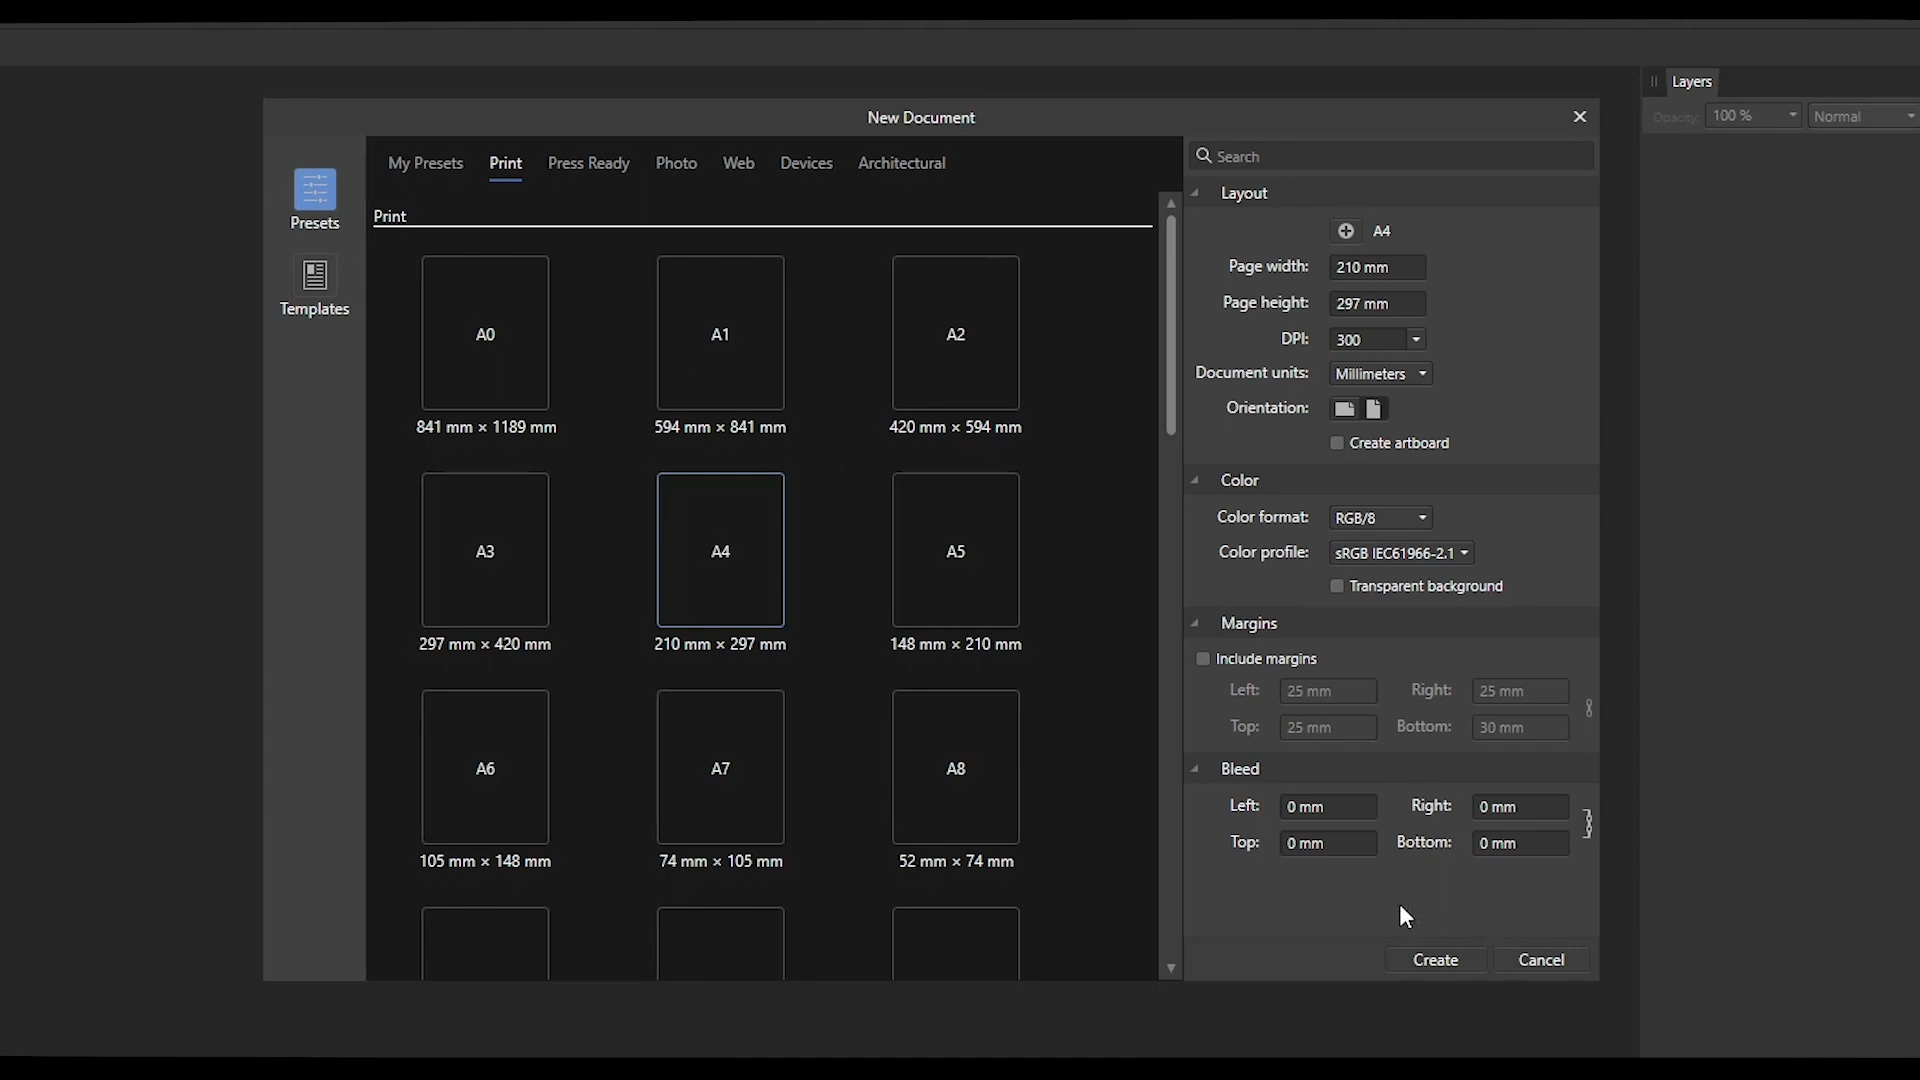 Layers
Opacity: 100 % Normal
New Document
My Presets Print Press Ready Photo Web Devices Architectural
Search
Presets
Templates
Print
A0 A1 A2
841 mm × 1189 mm 594 mm × 841 mm 420 mm × 594 mm
A3 A4 A5
297 mm × 420 mm 210 mm × 297 mm 148 mm × 210 mm
A6 A7 A8
105 mm × 148 mm 74 mm × 105 mm 52 mm × 74 mm
Layout
A4
Page width: 210 mm
Page height: 297 mm
DPI: 300
Document units: Millimeters
Orientation:
Create artboard
Color
Color format: RGB/8
Color profile: sRGB IEC61966-2.1
Transparent background
Margins
Include margins
Left: 25 mm Right: 25 mm
Top: 25 mm Bottom: 30 mm
Bleed
Left: 0 mm Right: 0 mm
Top: 0 mm Bottom: 0 mm
Create Cancel